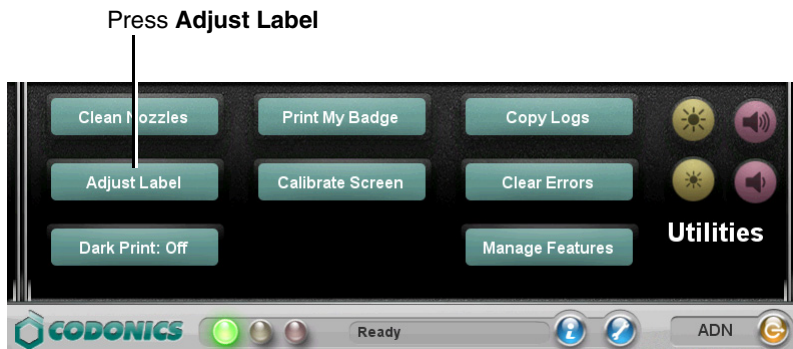 Press Adjust Label
Clean Nozzles Print My Badge Copy Logs
Adjust Label Calibrate Screen Clear Errors
Utilities
Dark Print: Off Manage Features
CODONICS Ready ADN